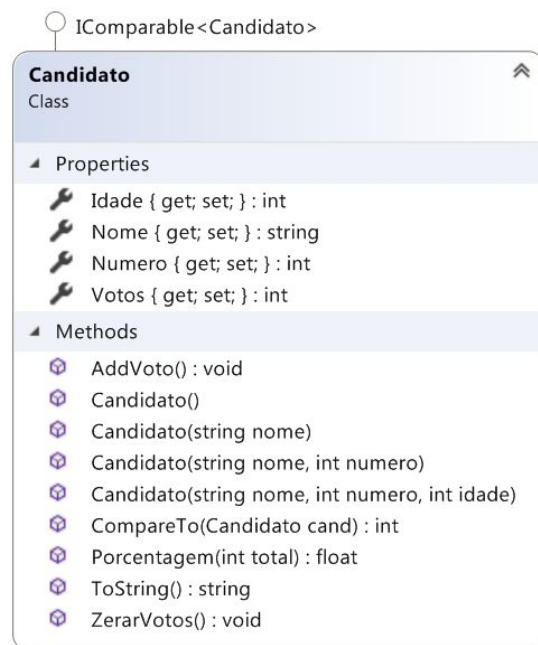 IComparable<Candidato>
Candidato
Class
Properties
Idade { get; set; } : int
Nome { get; set; } : string
Numero { get; set; } : int
Votos { get; set; } : int
Methods
AddVoto() : void
Candidato()
Candidato(string nome)
Candidato(string nome, int numero)
Candidato(string nome, int numero, int idade)
CompareTo(Candidato cand) : int
Porcentagem(int total) : float
ToString() : string
ZerarVotos() : void